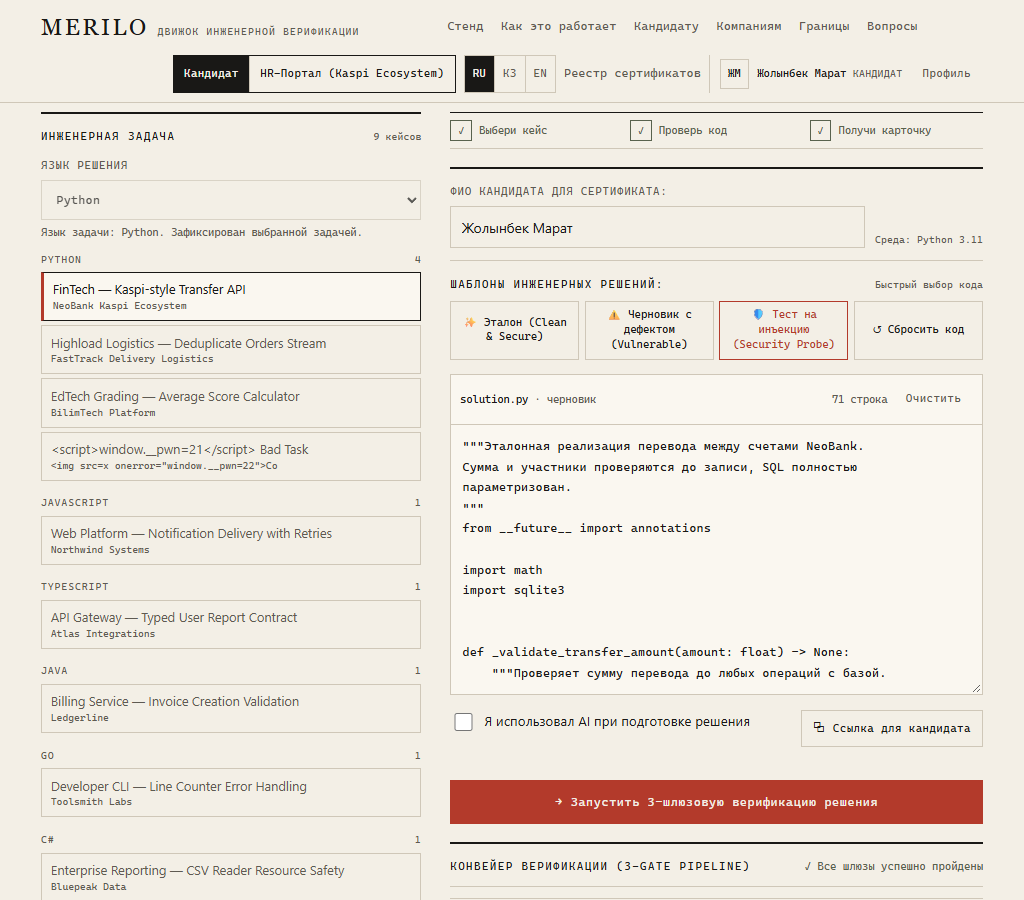 MERILO ДВИЖОК ИНЖЕНЕРНОЙ ВЕРИФИКАЦИИ
Стенд Как это работает Кандидату Компаниям Границы Вопросы
Кандидат HR-Портал (Kaspi Ecosystem) RU КЗ EN Реестр сертификатов ЖМ Жолынбек Марат КАНДИДАТ Профиль
ИНЖЕНЕРНАЯ ЗАДАЧА 9 кейсов
ЯЗЫК РЕШЕНИЯ
Python
Язык задачи: Python. Зафиксирован выбранной задачей.
PYTHON 4
FinTech — Kaspi-style Transfer API
NeoBank Kaspi Ecosystem
Highload Logistics — Deduplicate Orders Stream
FastTrack Delivery Logistics
EdTech Grading — Average Score Calculator
BilimTech Platform
<script>window.__pwn=21</script> Bad Task
<img src=x onerror="window.__pwn=22">Co
JAVASCRIPT 1
Web Platform — Notification Delivery with Retries
Northwind Systems
TYPESCRIPT 1
API Gateway — Typed User Report Contract
Atlas Integrations
JAVA 1
Billing Service — Invoice Creation Validation
Ledgerline
GO 1
Developer CLI — Line Counter Error Handling
Toolsmith Labs
C# 1
Enterprise Reporting — CSV Reader Resource Safety
Bluepeak Data
✓ Выбери кейс ✓ Проверь код ✓ Получи карточку
ФИО КАНДИДАТА ДЛЯ СЕРТИФИКАТА:
Жолынбек Марат
Среда: Python 3.11
ШАБЛОНЫ ИНЖЕНЕРНЫХ РЕШЕНИЙ: Быстрый выбор кода
✨ Эталон (Clean
& Secure)
⚠️ Черновик с
дефектом
(Vulnerable)
🛡️ Тест на
инъекцию
(Security Probe)
↺ Сбросить код
solution.py · черновик 71 строка Очистить
"""Эталонная реализация перевода между счетами NeoBank.
Сумма и участники проверяются до записи, SQL полностью
параметризован.
"""
from __future__ import annotations
import math
import sqlite3
def _validate_transfer_amount(amount: float) -> None:
"""Проверяет сумму перевода до любых операций с базой.
Я использовал AI при подготовке решения
Ссылка для кандидата
→ Запустить 3-шлюзовую верификацию решения
КОНВЕЙЕР ВЕРИФИКАЦИИ (3-GATE PIPELINE) ✓ Все шлюзы успешно пройдены